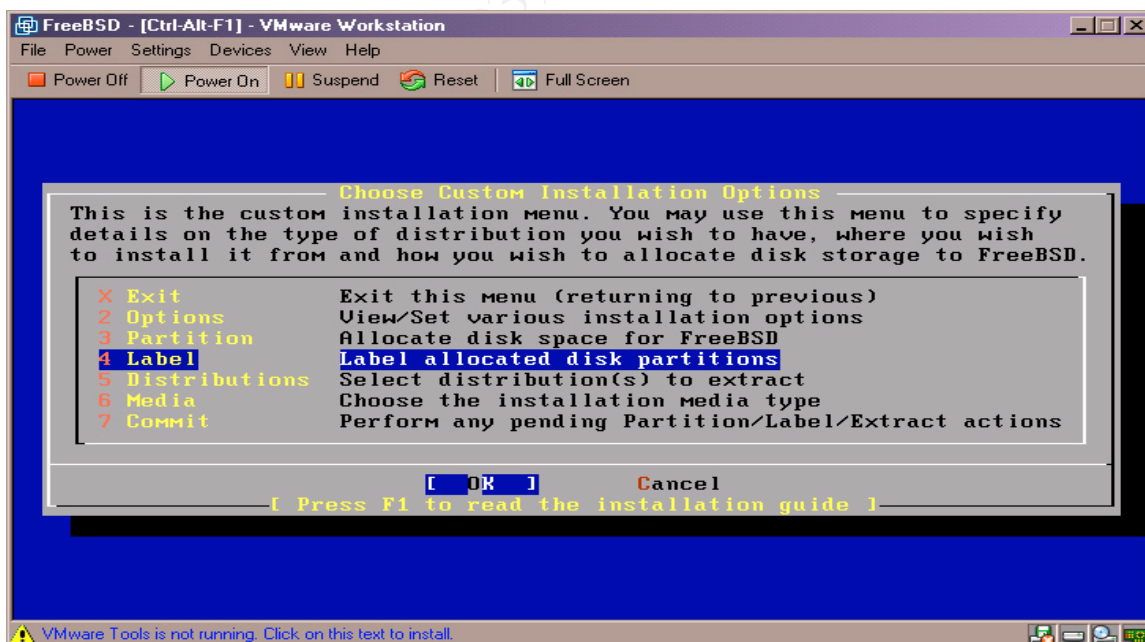 FreeBSD - [Ctrl-Alt-F1] - VMware Workstation
File Power Settings Devices View Help
Power Off Power On Suspend Reset Full Screen
Choose Custom Installation Options
This is the custom installation menu. You may use this menu to specify
details on the type of distribution you wish to have, where you wish
to install it from and how you wish to allocate disk storage to FreeBSD.
X Exit Exit this menu (returning to previous)
2 Options View/Set various installation options
3 Partition Allocate disk space for FreeBSD
4 Label Label allocated disk partitions
5 Distributions Select distribution(s) to extract
6 Media Choose the installation media type
7 Commit Perform any pending Partition/Label/Extract actions
[ OK ] Cancel
[ Press F1 to read the installation guide ]
VMware Tools is not running. Click on this text to install.